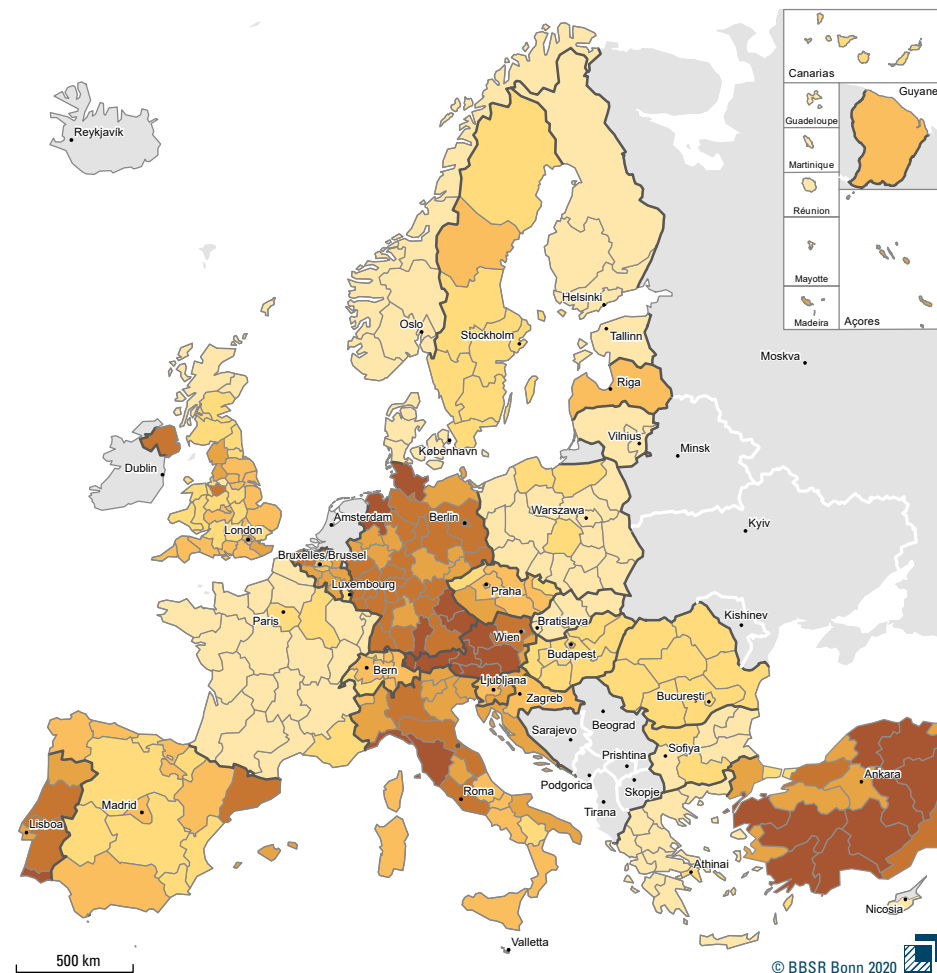 Canarias
Guyane
Guadeloupe
Martinique
Réunion
Mayotte
Madeira
Açores
Reykjavík
Helsinki
Oslo
Stockholm
Tallinn
Moskva
Riga
København
Vilnius
Minsk
Dublin
Amsterdam
Berlin
Warszawa
London
Kyiv
Bruxelles/Brussel
Luxembourg
Praha
Paris
Kishinev
Bratislava
Wien
Budapest
Bern
Ljubljana
Zagreb
Bucureşti
Beograd
Sarajevo
Sofiya
Prishtina
Podgorica
Skopje
Ankara
Roma
Madrid
Tirana
Lisboa
Athinai
Nicosia
Valletta
500 km
© BBSR Bonn 2020